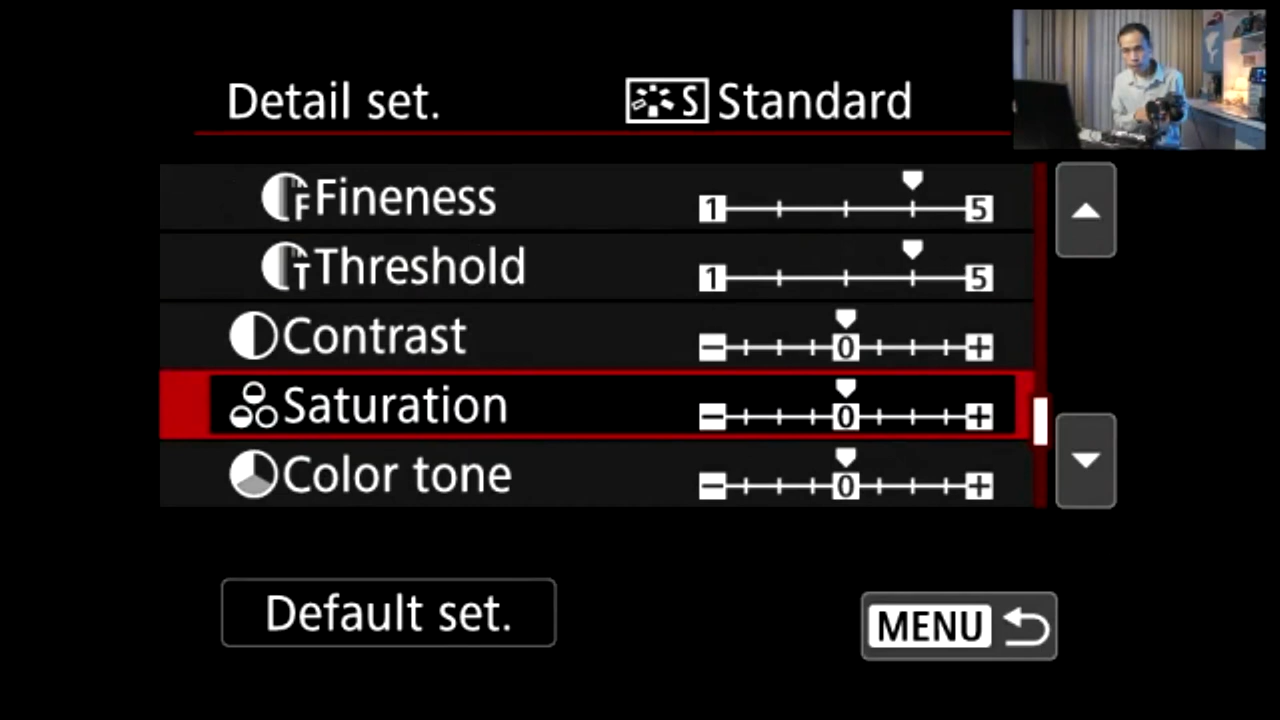 Detail set. S Standard
F Fineness 1 5
T Threshold 1 5
Contrast 0
Saturation 0
Color tone 0
Default set. MENU